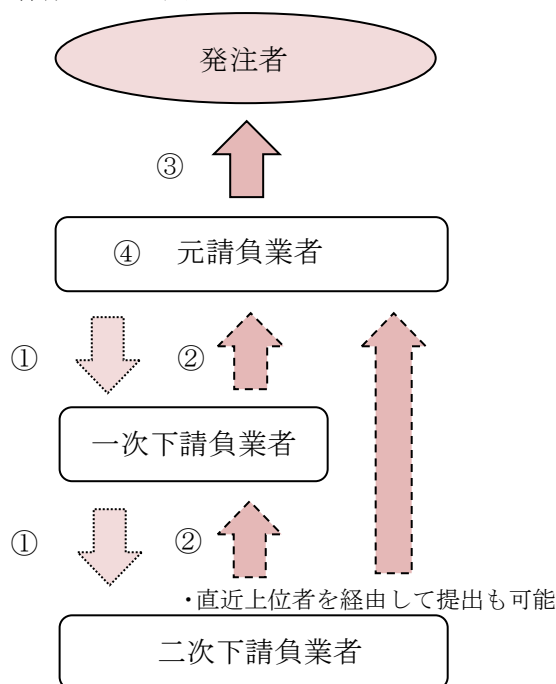 発注者
③
④ 元請負業者
① ②
一次下請負業者
① ②
・直近上位者を経由して提出も可能
二次下請負業者